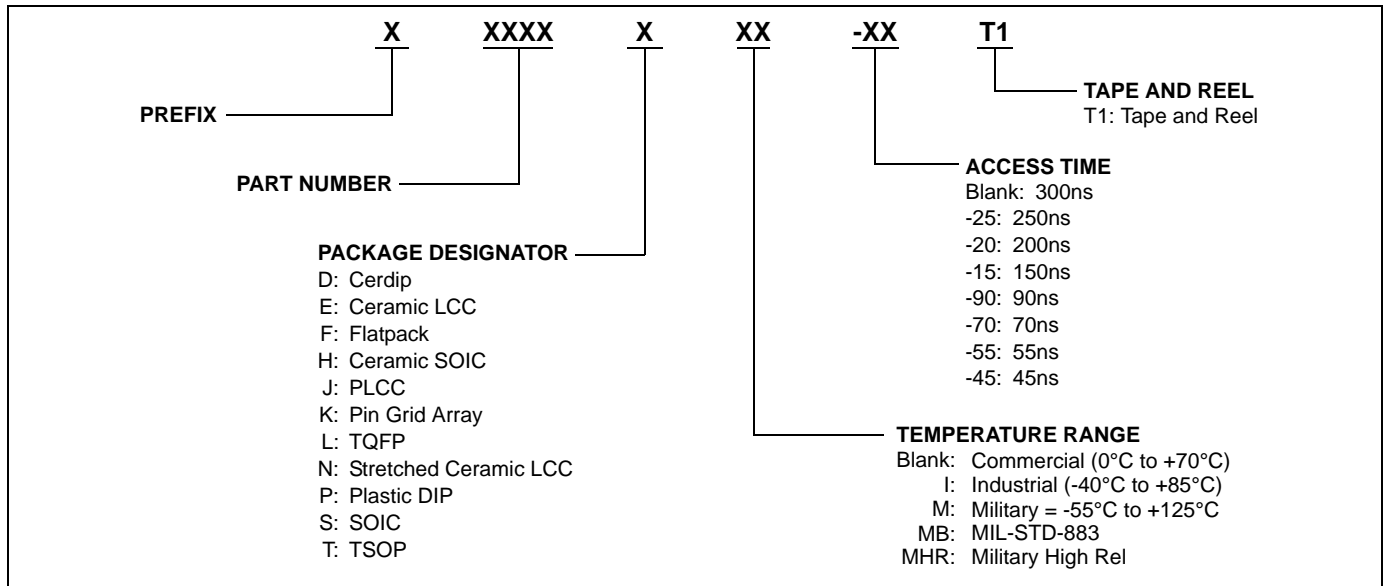 X XXXX X XX -XX T1
PREFIX
PART NUMBER
PACKAGE DESIGNATOR
D: Cerdip
E: Ceramic LCC
F: Flatpack
H: Ceramic SOIC
J: PLCC
K: Pin Grid Array
L: TQFP
N: Stretched Ceramic LCC
P: Plastic DIP
S: SOIC
T: TSOP
TAPE AND REEL
T1: Tape and Reel
ACCESS TIME
Blank: 300ns
-25: 250ns
-20: 200ns
-15: 150ns
-90: 90ns
-70: 70ns
-55: 55ns
-45: 45ns
TEMPERATURE RANGE
Blank: Commercial (0°C to +70°C)
I: Industrial (-40°C to +85°C)
M: Military = -55°C to +125°C
MB: MIL-STD-883
MHR: Military High Rel